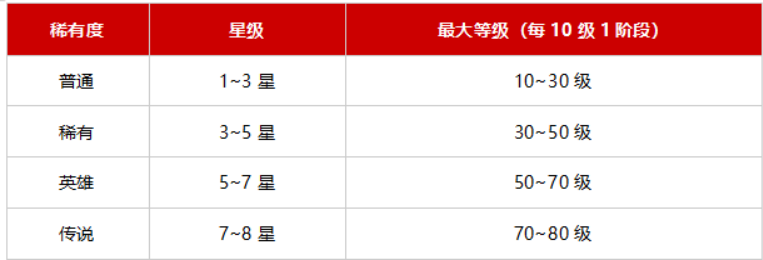 稀有度 星级 最大等级（每 10 级 1 阶段）
普通 1~3 星 10~30 级
稀有 3~5 星 30~50 级
英雄 5~7 星 50~70 级
传说 7~8 星 70~80 级